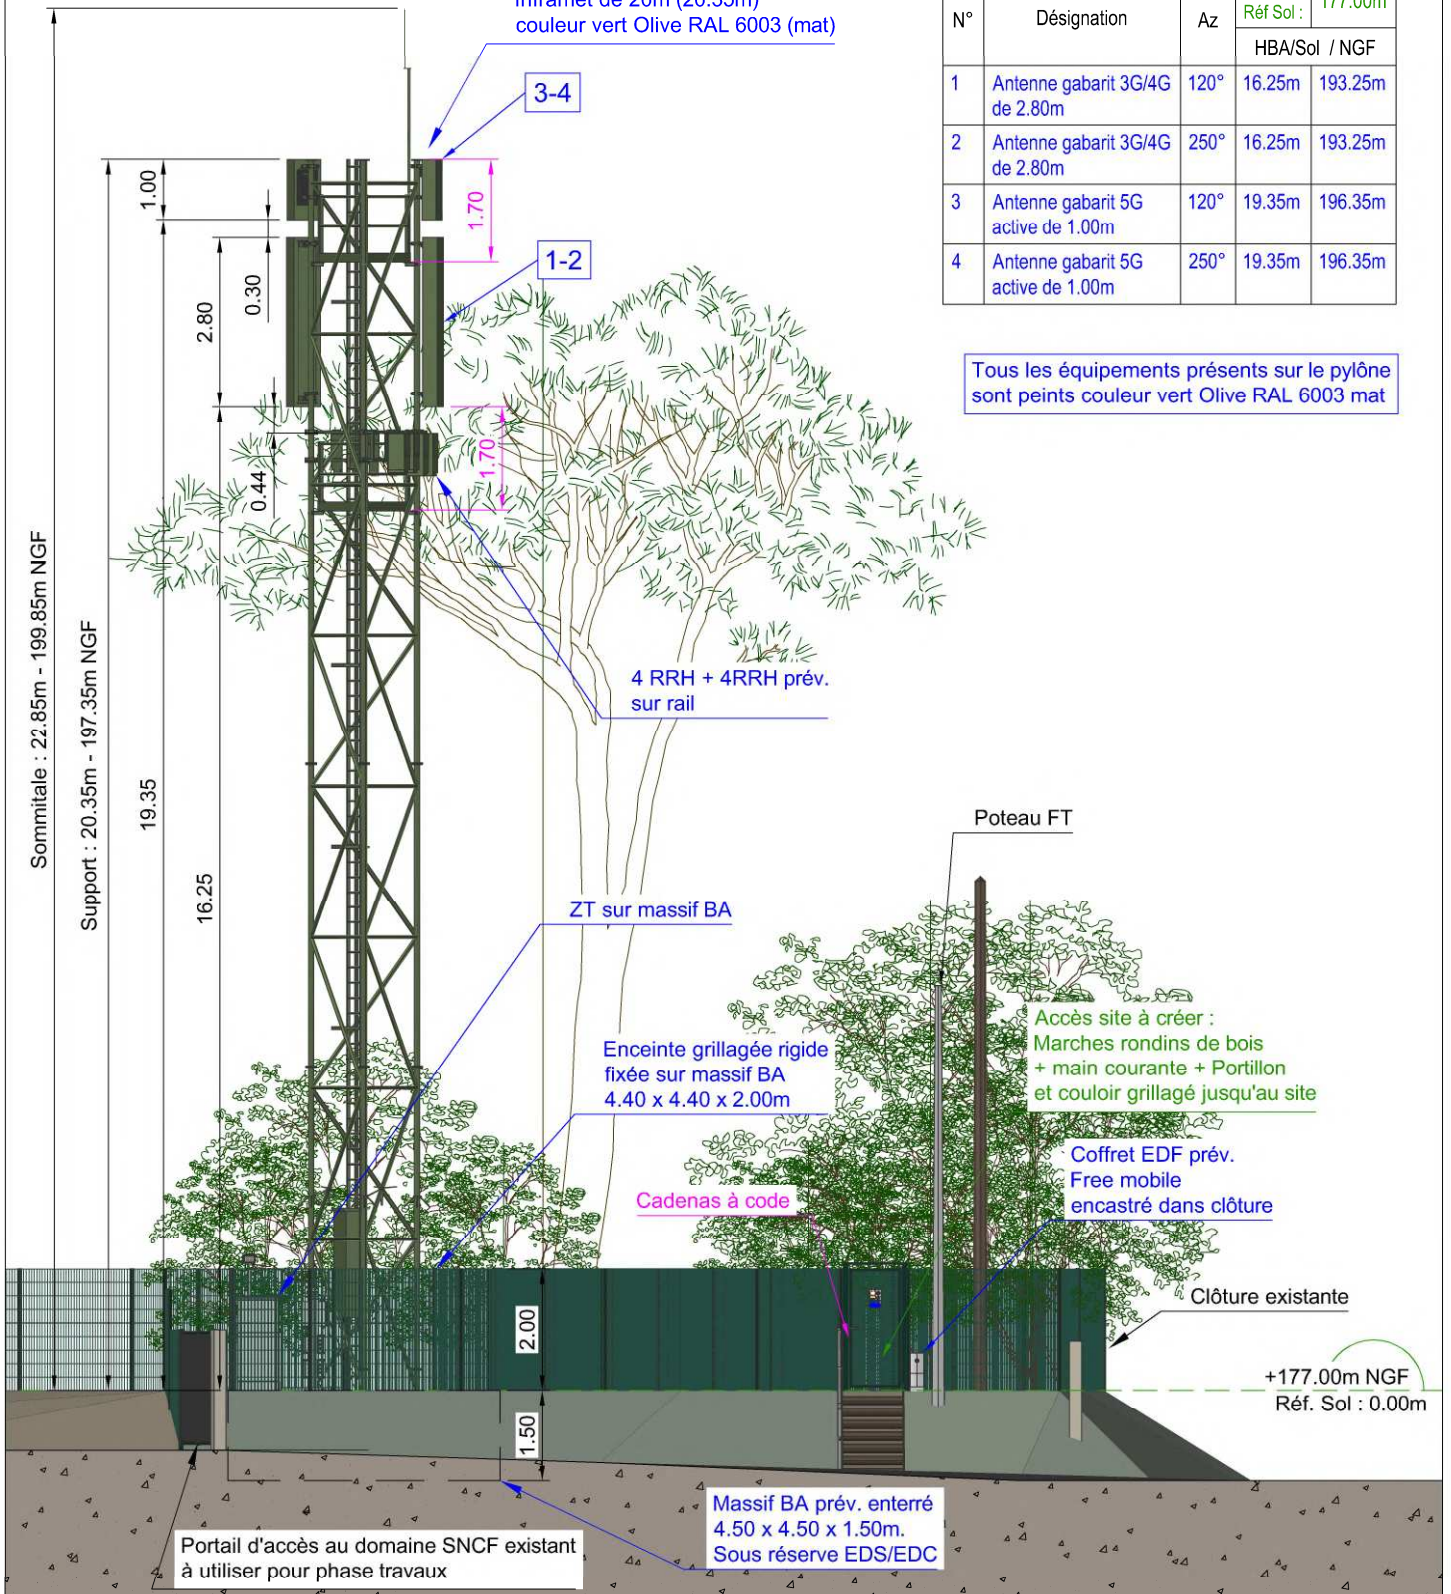 Inframet de 20m (20.35m)
couleur vert Olive RAL 6003 (mat)
N° Désignation Az Réf Sol : 177.00m
HBA/Sol / NGF
1 Antenne gabarit 3G/4G 120° 16.25m 193.25m
de 2.80m
2 Antenne gabarit 3G/4G 250° 16.25m 193.25m
de 2.80m
3 Antenne gabarit 5G 120° 19.35m 196.35m
active de 1.00m
4 Antenne gabarit 5G 250° 19.35m 196.35m
active de 1.00m
Tous les équipements présents sur le pylône
sont peints couleur vert Olive RAL 6003 mat
3-4
1-2
1.00
1.70
0.30
2.80
1.70
0.44
Sommitale : 22.85m - 199.85m NGF
Support : 20.35m - 197.35m NGF
19.35
16.25
4 RRH + 4RRH prév.
sur rail
Poteau FT
ZT sur massif BA
Enceinte grillagée rigide
fixée sur massif BA
4.40 x 4.40 x 2.00m
Accès site à créer :
Marches rondins de bois
+ main courante + Portillon
et couloir grillagé jusqu'au site
Coffret EDF prév.
Free mobile
encastré dans clôture
Cadenas à code
Clôture existante
2.00
1.50
+177.00m NGF
Réf. Sol : 0.00m
Massif BA prév. enterré
4.50 x 4.50 x 1.50m.
Sous réserve EDS/EDC
Portail d'accès au domaine SNCF existant
à utiliser pour phase travaux